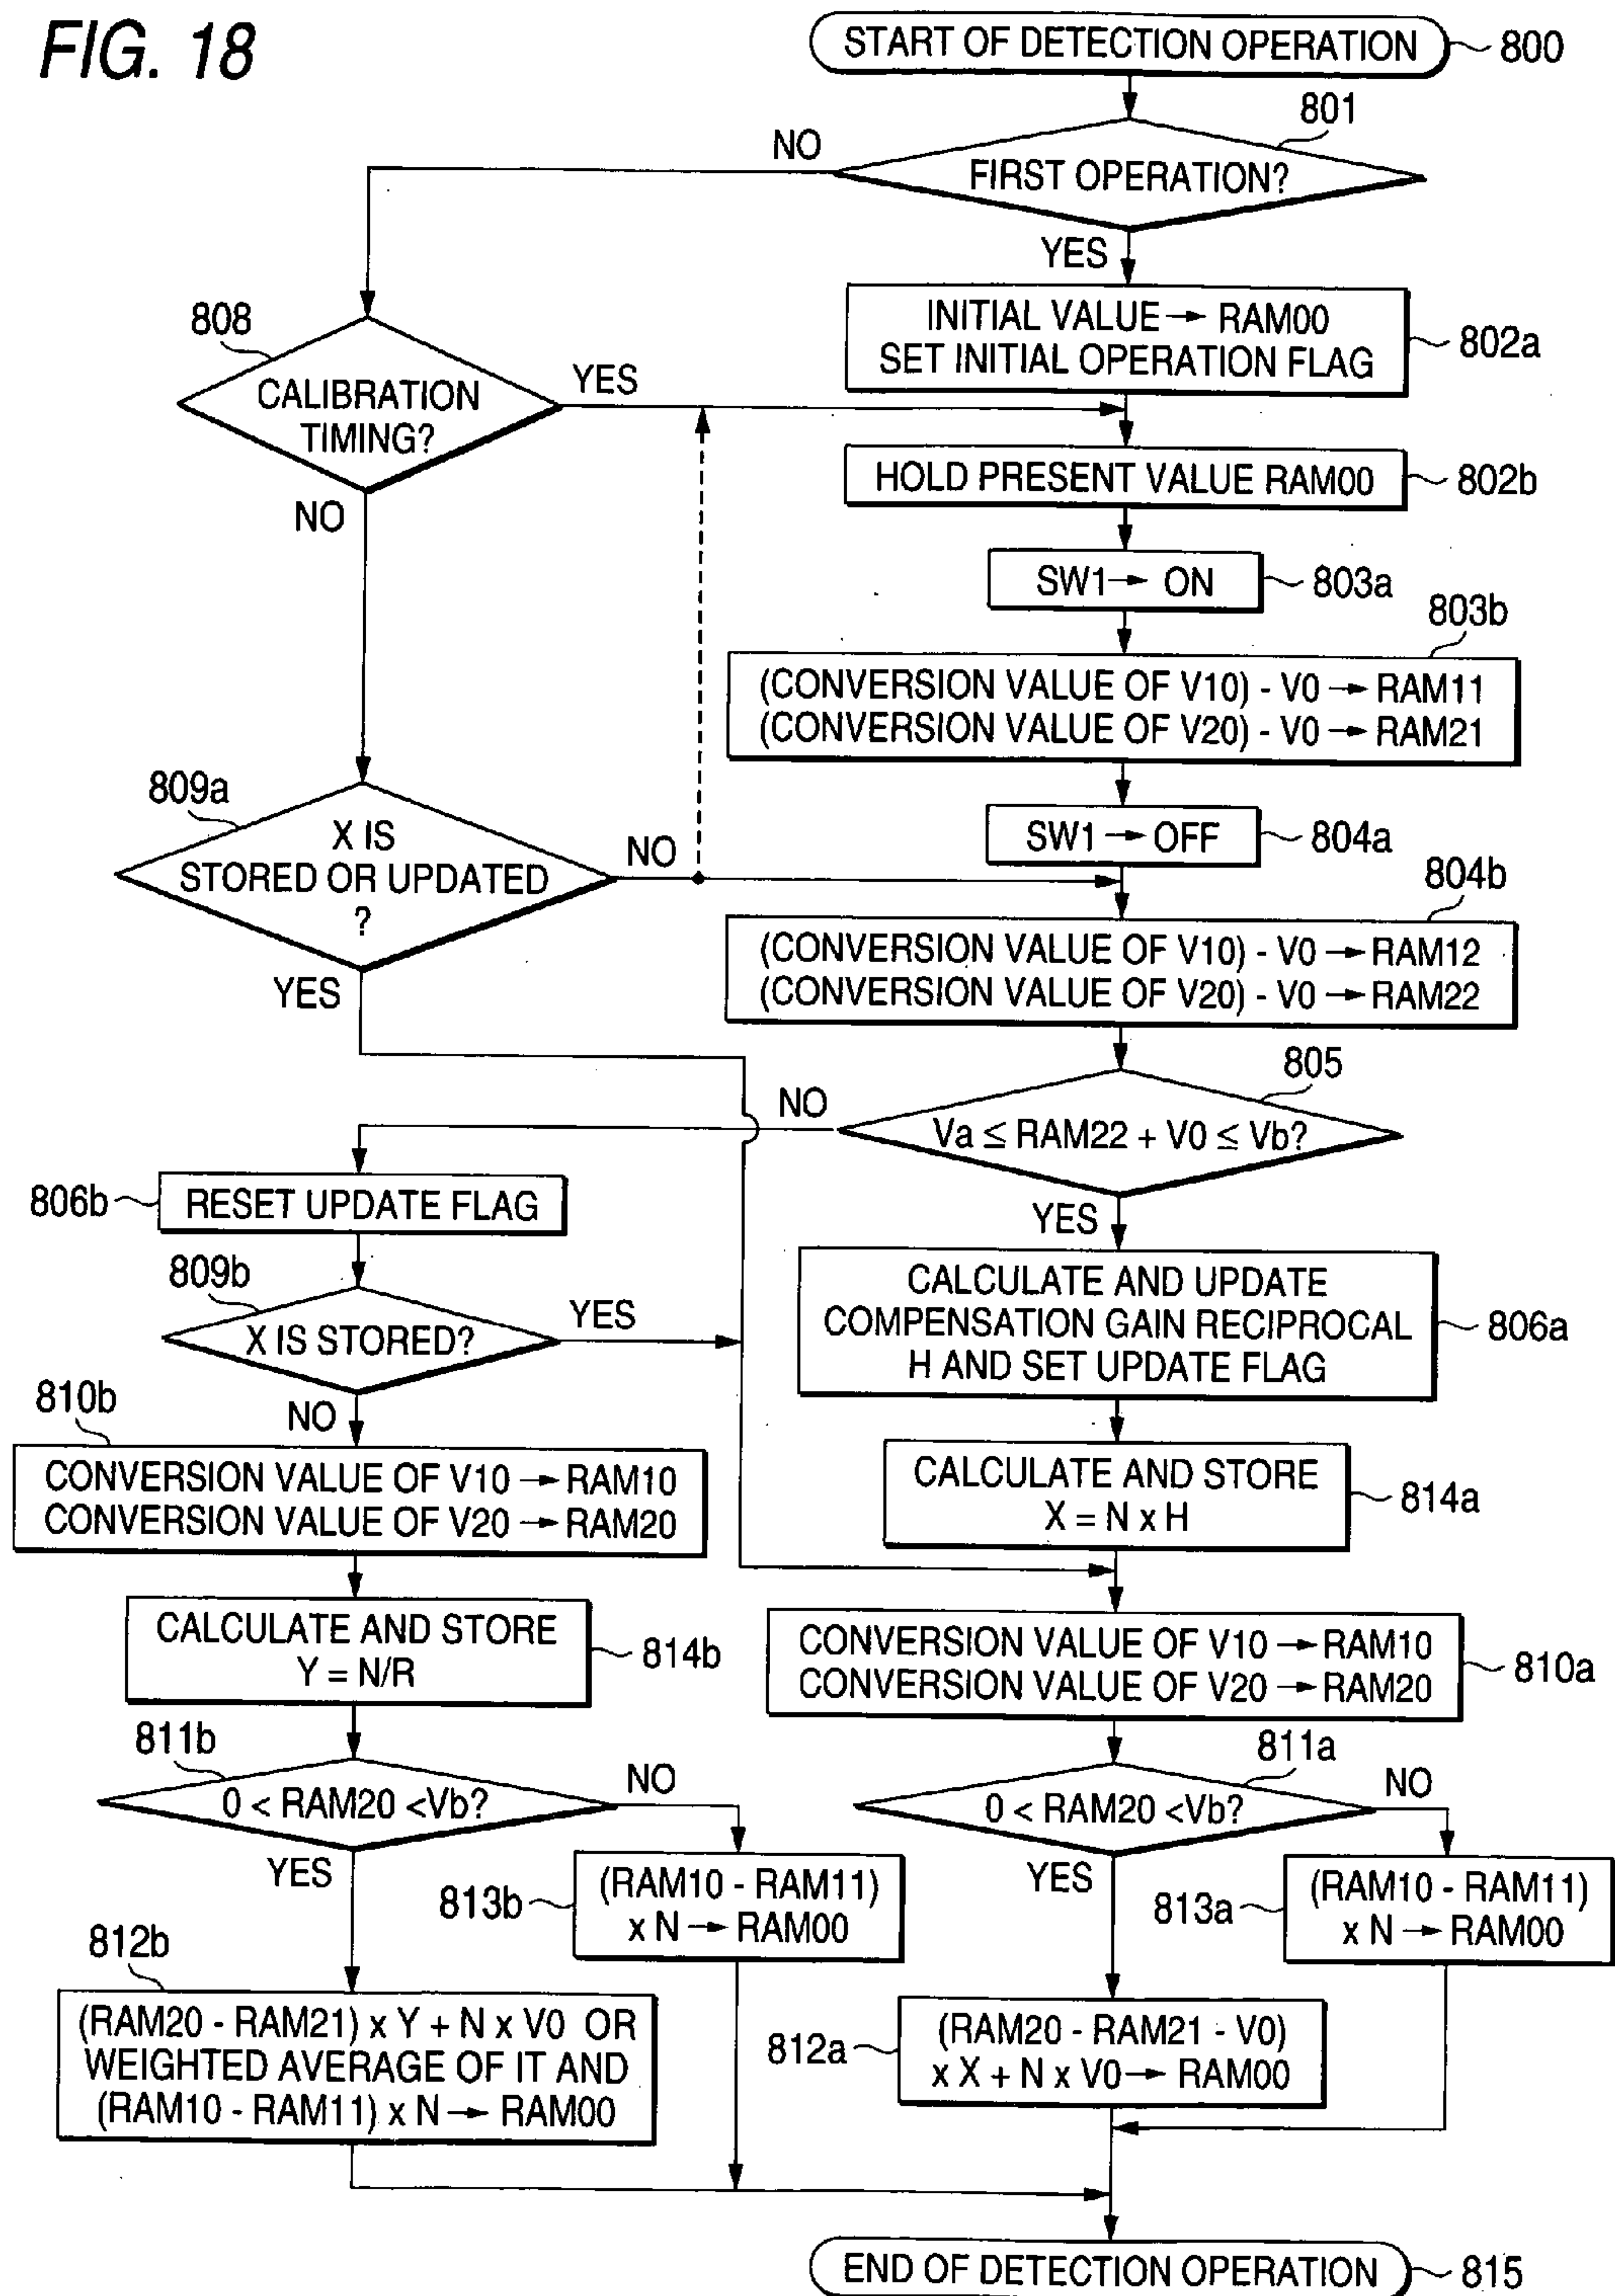 FIG. 18
START OF DETECTION OPERATION
800
801
FIRST OPERATION?
NO
YES
INITIAL VALUE → RAM00
SET INITIAL OPERATION FLAG
802a
808
CALIBRATION
TIMING?
YES
NO
HOLD PRESENT VALUE RAM00
802b
SW1 → ON
803a
803b
(CONVERSION VALUE OF V10) - V0 → RAM11
(CONVERSION VALUE OF V20) - V0 → RAM21
809a
X IS
STORED OR UPDATED
?
NO
YES
SW1 → OFF
804a
804b
(CONVERSION VALUE OF V10) - V0 → RAM12
(CONVERSION VALUE OF V20) - V0 → RAM22
805
Va ≤ RAM22 + V0 ≤ Vb?
NO
YES
806b
RESET UPDATE FLAG
809b
X IS STORED?
YES
NO
CALCULATE AND UPDATE
COMPENSATION GAIN RECIPROCAL
H AND SET UPDATE FLAG
806a
810b
CONVERSION VALUE OF V10 → RAM10
CONVERSION VALUE OF V20 → RAM20
CALCULATE AND STORE
X = N x H
814a
CALCULATE AND STORE
Y = N/R
814b
CONVERSION VALUE OF V10 → RAM10
CONVERSION VALUE OF V20 → RAM20
810a
811b
0 < RAM20 <Vb?
NO
YES
811a
0 < RAM20 <Vb?
NO
YES
813b
(RAM10 - RAM11)
x N → RAM00
813a
(RAM10 - RAM11)
x N → RAM00
812b
(RAM20 - RAM21) x Y + N x V0 OR
WEIGHTED AVERAGE OF IT AND
(RAM10 - RAM11) x N → RAM00
812a
(RAM20 - RAM21 - V0)
x X + N x V0 → RAM00
END OF DETECTION OPERATION
815